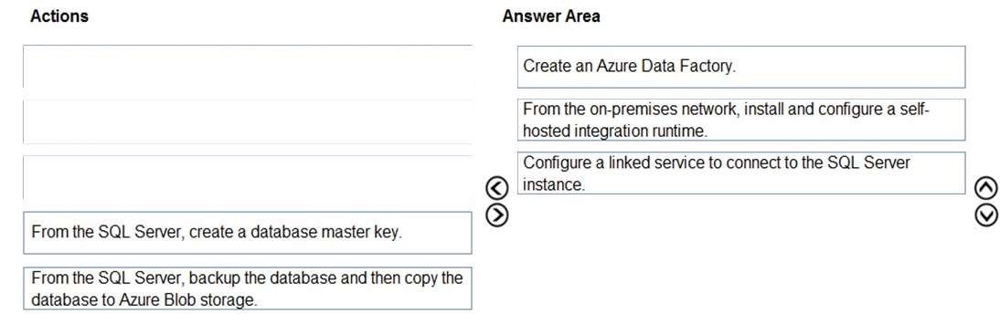 Actions
Answer Area
Create an Azure Data Factory.
From the on-premises network, install and configure a self-
hosted integration runtime.
Configure a linked service to connect to the SQL Server
instance.
From the SQL Server, create a database master key.
From the SQL Server, backup the database and then copy the
database to Azure Blob storage.